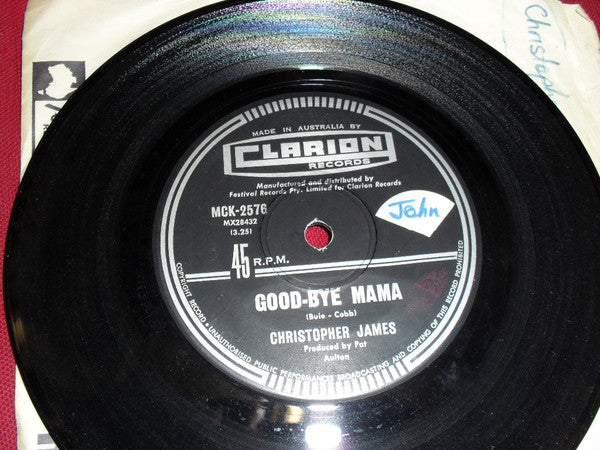 Christoph
MADE IN AUSTRALIA BY
CLARION
RECORDS
Manufactured and distributed by
Festival Records Pty. Limited for Clarion Records
MCK-2576
MX28432
(3.25)
John
45 R.P.M.
GOOD-BYE MAMA
(Buie - Cobb)
CHRISTOPHER JAMES
Produced by Pat
Aulton
COPYRIGHT RECORD • UNAUTHORISED PUBLIC PERFORMANCES BROADCASTING AND COPYING OF THIS RECORD PROHIBITED